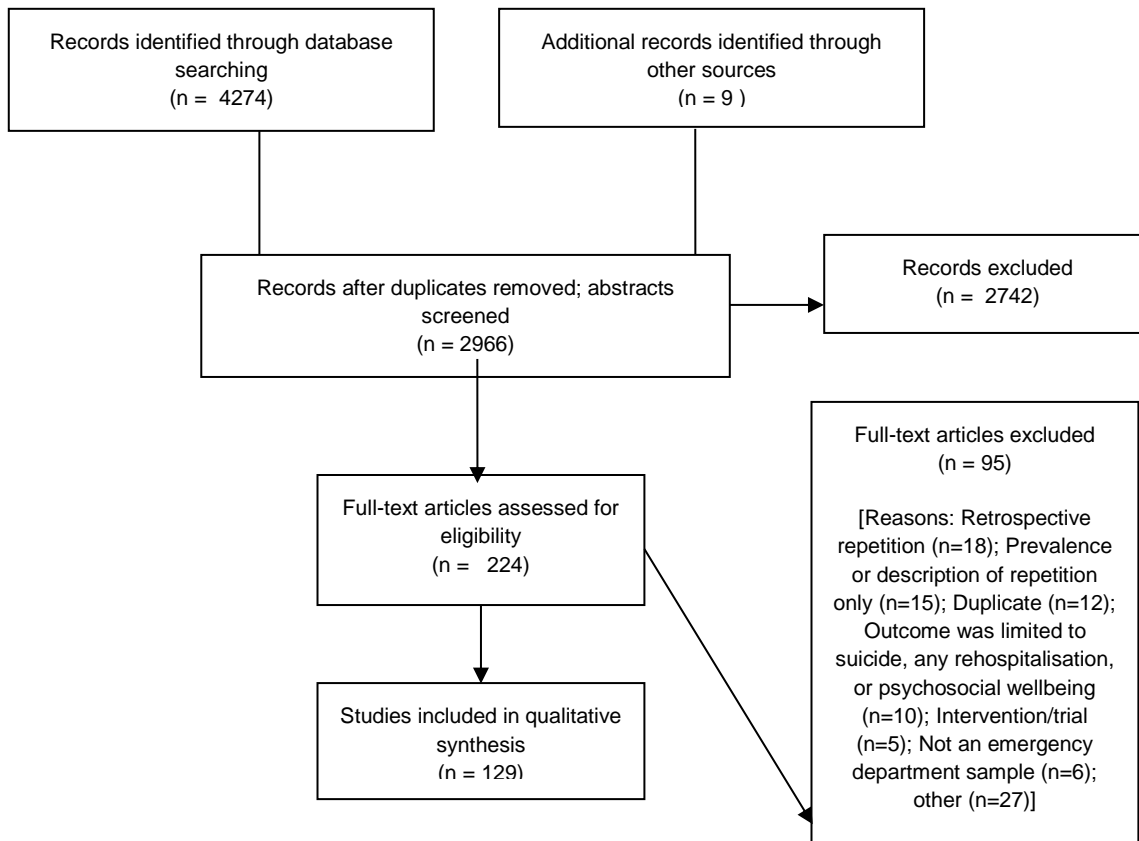 Records identified through database
searching
(n = 4274)
Additional records identified through
other sources
(n = 9 )
Records after duplicates removed; abstracts
screened
(n = 2966)
Records excluded
(n = 2742)
Full-text articles assessed for
eligibility
(n = 224)
Full-text articles excluded
(n = 95)
[Reasons: Retrospective
repetition (n=18); Prevalence
or description of repetition
only (n=15); Duplicate (n=12);
Outcome was limited to
suicide, any rehospitalisation,
or psychosocial wellbeing
(n=10); Intervention/trial
(n=5); Not an emergency
department sample (n=6);
other (n=27)]
Studies included in qualitative
synthesis
(n = 129)